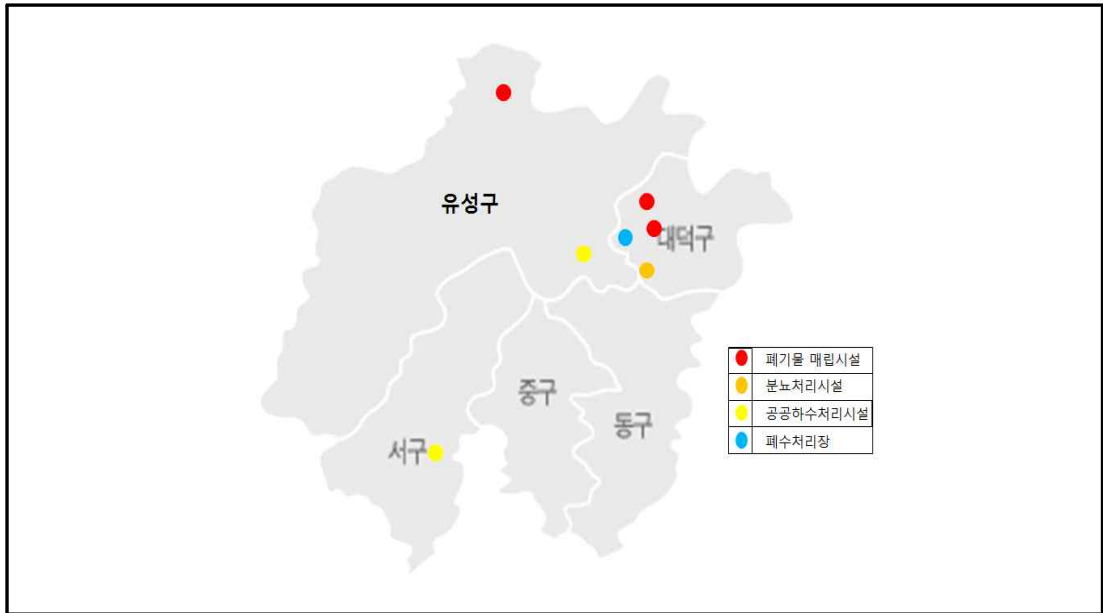 유성구
대덕구
중구
동구
서구
폐기물 매립시설
분뇨처리시설
공공하수처리시설
폐수처리장